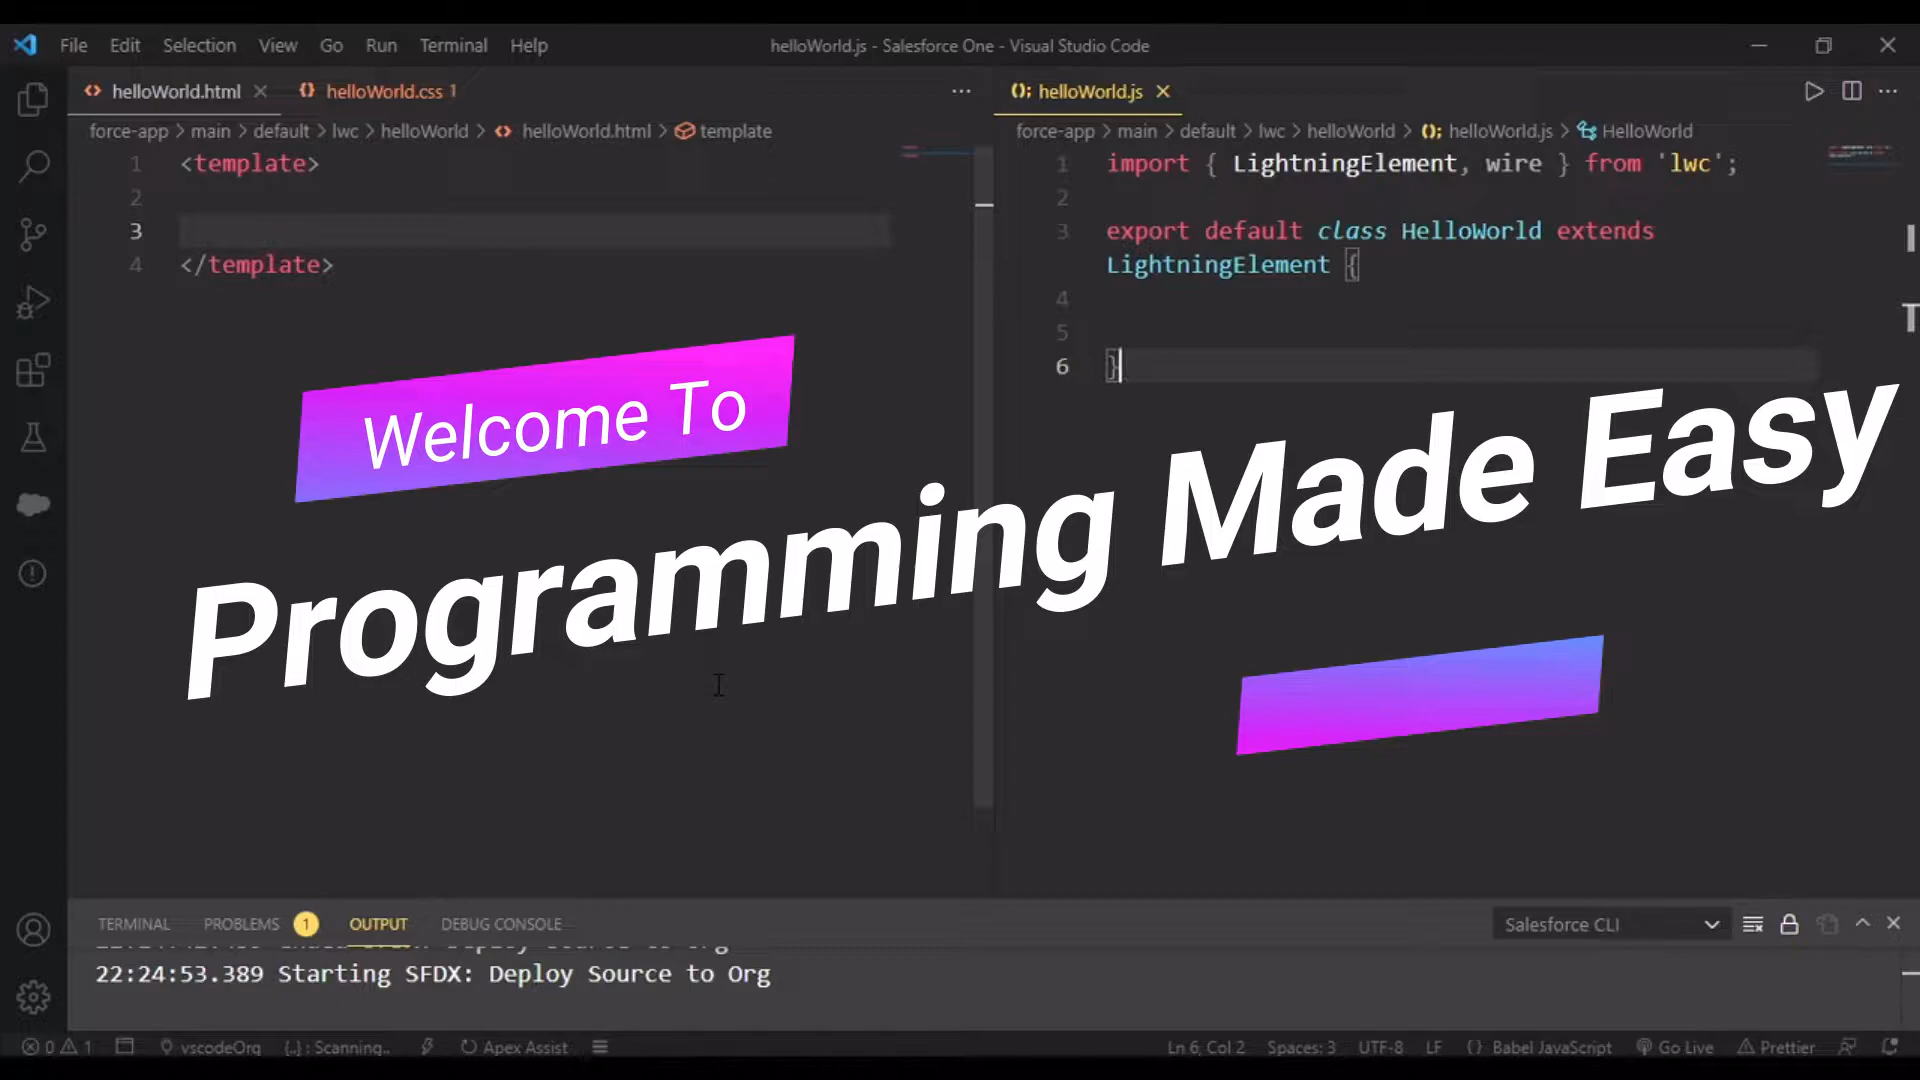 File Edit Selection View Go Run Terminal Help
helloWorld.js - Salesforce One - Visual Studio Code
helloWorld.html
helloWorld.css 1
force-app > main > default > lwc > helloWorld > helloWorld.html > template
1 <template>
2
3
4 </template>
helloWorld.js
force-app > main > default > lwc > helloWorld > helloWorld.js > HelloWorld
1 import { LightningElement, wire } from 'lwc';
2
3 export default class HelloWorld extends
LightningElement {
4
5
6 }
Welcome To
Programming Made Easy
TERMINAL PROBLEMS 1 OUTPUT DEBUG CONSOLE
Salesforce CLI
22:24:53.389 Starting SFDX: Deploy Source to Org
0 1 vscodeOrg {..} : Scanning.. Apex Assist
Ln 6, Col 2 Spaces: 3 UTF-8 LF {} Babel JavaScript Go Live Prettier